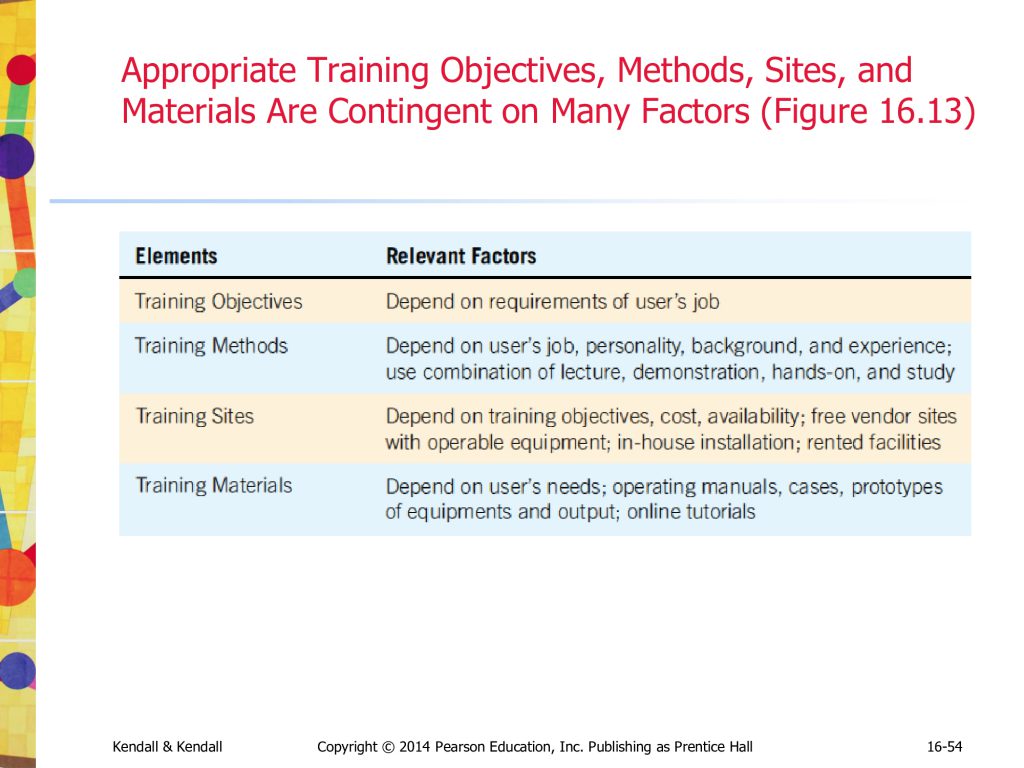 Appropriate Training Objectives, Methods, Sites, and
Materials Are Contingent on Many Factors (Figure 16.13)
Elements Relevant Factors
Training Objectives Depend on requirements of user's job
Training Methods Depend on user's job, personality, background, and experience;
use combination of lecture, demonstration, hands-on, and study
Training Sites Depend on training objectives, cost, availability; free vendor sites
with operable equipment; in-house installation; rented facilities
Training Materials Depend on user's needs; operating manuals, cases, prototypes
of equipments and output; online tutorials
Kendall & Kendall Copyright © 2014 Pearson Education, Inc. Publishing as Prentice Hall 16-54